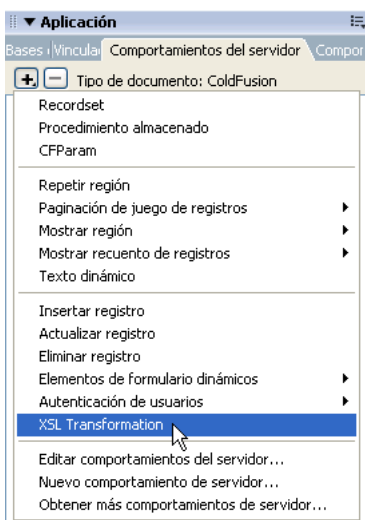 Aplicación
Bases Vincula Comportamientos del servidor Compor
Tipo de documento: ColdFusion
Recordset
Procedimiento almacenado
CFParam
Repetir región
Paginación de juego de registros
Mostrar región
Mostrar recuento de registros
Texto dinámico
Insertar registro
Actualizar registro
Eliminar registro
Elementos de formulario dinámicos
Autenticación de usuarios
XSL Transformation
Editar comportamientos del servidor...
Nuevo comportamiento de servidor...
Obtener más comportamientos de servidor...